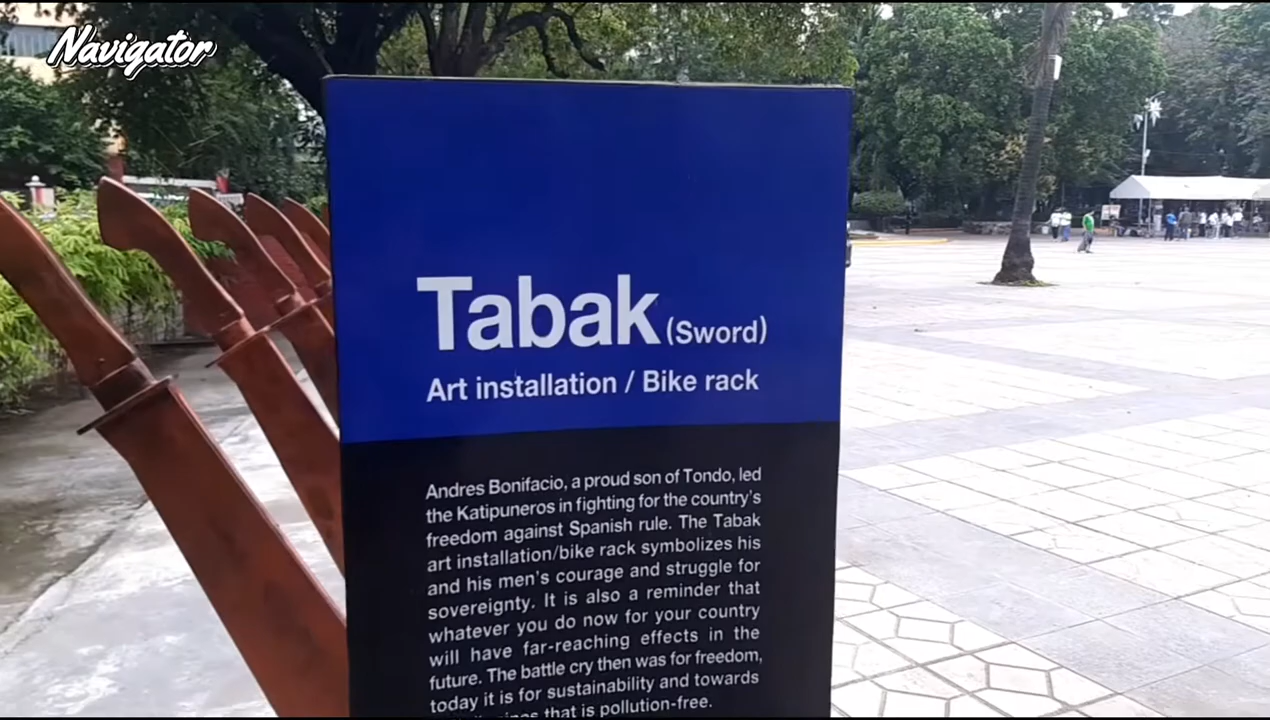 Navigator
Tabak (Sword)
Art installation / Bike rack
Andres Bonifacio, a proud son of Tondo, led
the Katipuneros in fighting for the country's
freedom against Spanish rule. The Tabak
art installation/bike rack symbolizes his
and his men's courage and struggle for
sovereignty. It is also a reminder that
whatever you do now for your country
will have far-reaching effects in the
future. The battle cry then was for freedom,
today it is for sustainability and towards
that is pollution-free.